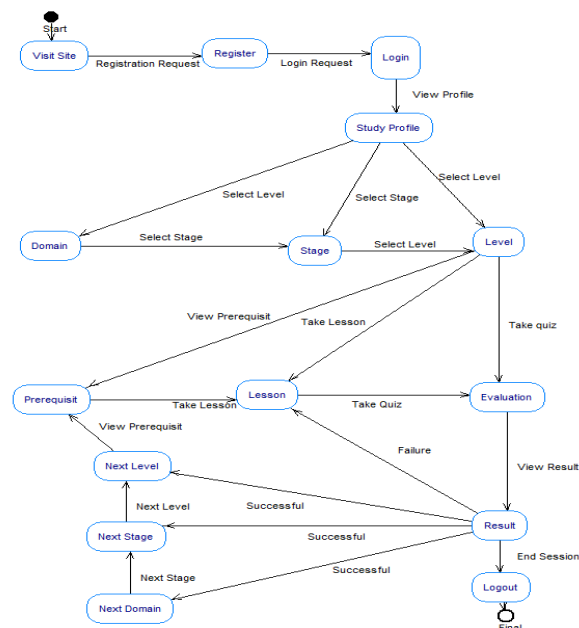 Start
Visit Site
Registration Request
Register
Login Request
Login
View Profile
Study Profile
Select Level
Select Stage
Select Level
Domain
Select Stage
Stage
Select Level
Level
View Prerequisit
Take Lesson
Take quiz
Prerequisit
Take Lesson
Lesson
Take Quiz
Evaluation
View Prerequisit
Failure
View Result
Next Level
Successful
Next Level
Next Stage
Successful
Result
End Session
Next Stage
Successful
Logout
Next Domain
Final